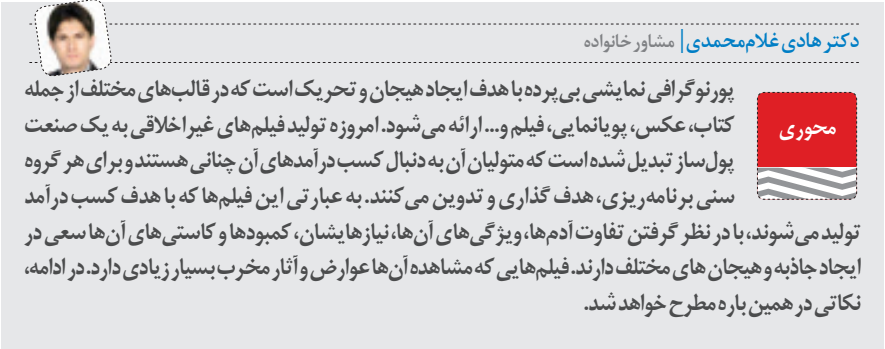 دکتر هادی غلام‌محمدی| مشاور خانواده
محوری
پورنوگرافی نمایشی بی‌پرده با هدف ایجاد هیجان و تحریک است که در قالب‌های مختلف از جمله
کتاب، عکس، پویانمایی، فیلم و... ارائه می‌شود. امروزه تولید فیلم‌های غیراخلاقی به یک صنعت
پول‌ساز تبدیل شده است که متولیان آن به دنبال کسب درآمدهای آن چنانی هستند و برای هر گروه
سنی برنامه‌ریزی، هدف گذاری و تدوین می‌کنند. به عبارتی این فیلم‌ها که با هدف کسب درآمد
تولید می‌شوند، با در نظر گرفتن تفاوت آدم‌ها، ویژگی‌های آن‌ها، نیازهایشان، کمبودها و کاستی‌های آن‌ها سعی در
ایجاد جاذبه و هیجان های مختلف دارند. فیلم‌هایی که مشاهده آن‌ها عوارض و آثار مخرب بسیار زیادی دارد. در ادامه،
نکاتی در همین باره مطرح خواهد شد.